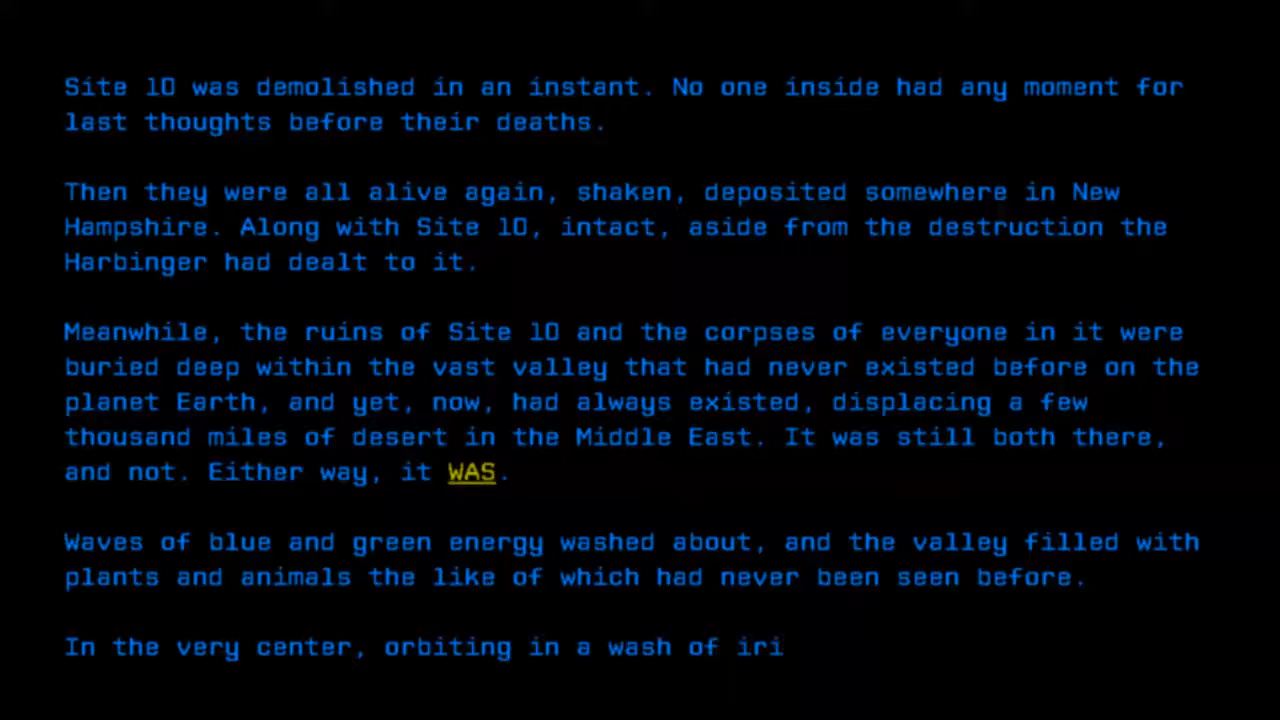 Site 10 was demolished in an instant. No one inside had any moment for
last thoughts before their deaths.
Then they were all alive again, shaken, deposited somewhere in New
Hampshire. Along with Site 10, intact, aside from the destruction the
Harbinger had dealt to it.
Meanwhile, the ruins of Site 10 and the corpses of everyone in it were
buried deep within the vast valley that had never existed before on the
planet Earth, and yet, now, had always existed, displacing a few
thousand miles of desert in the Middle East. It was still both there,
and not. Either way, it WAS.
Waves of blue and green energy washed about, and the valley filled with
plants and animals the like of which had never been seen before.
In the very center, orbiting in a wash of iri